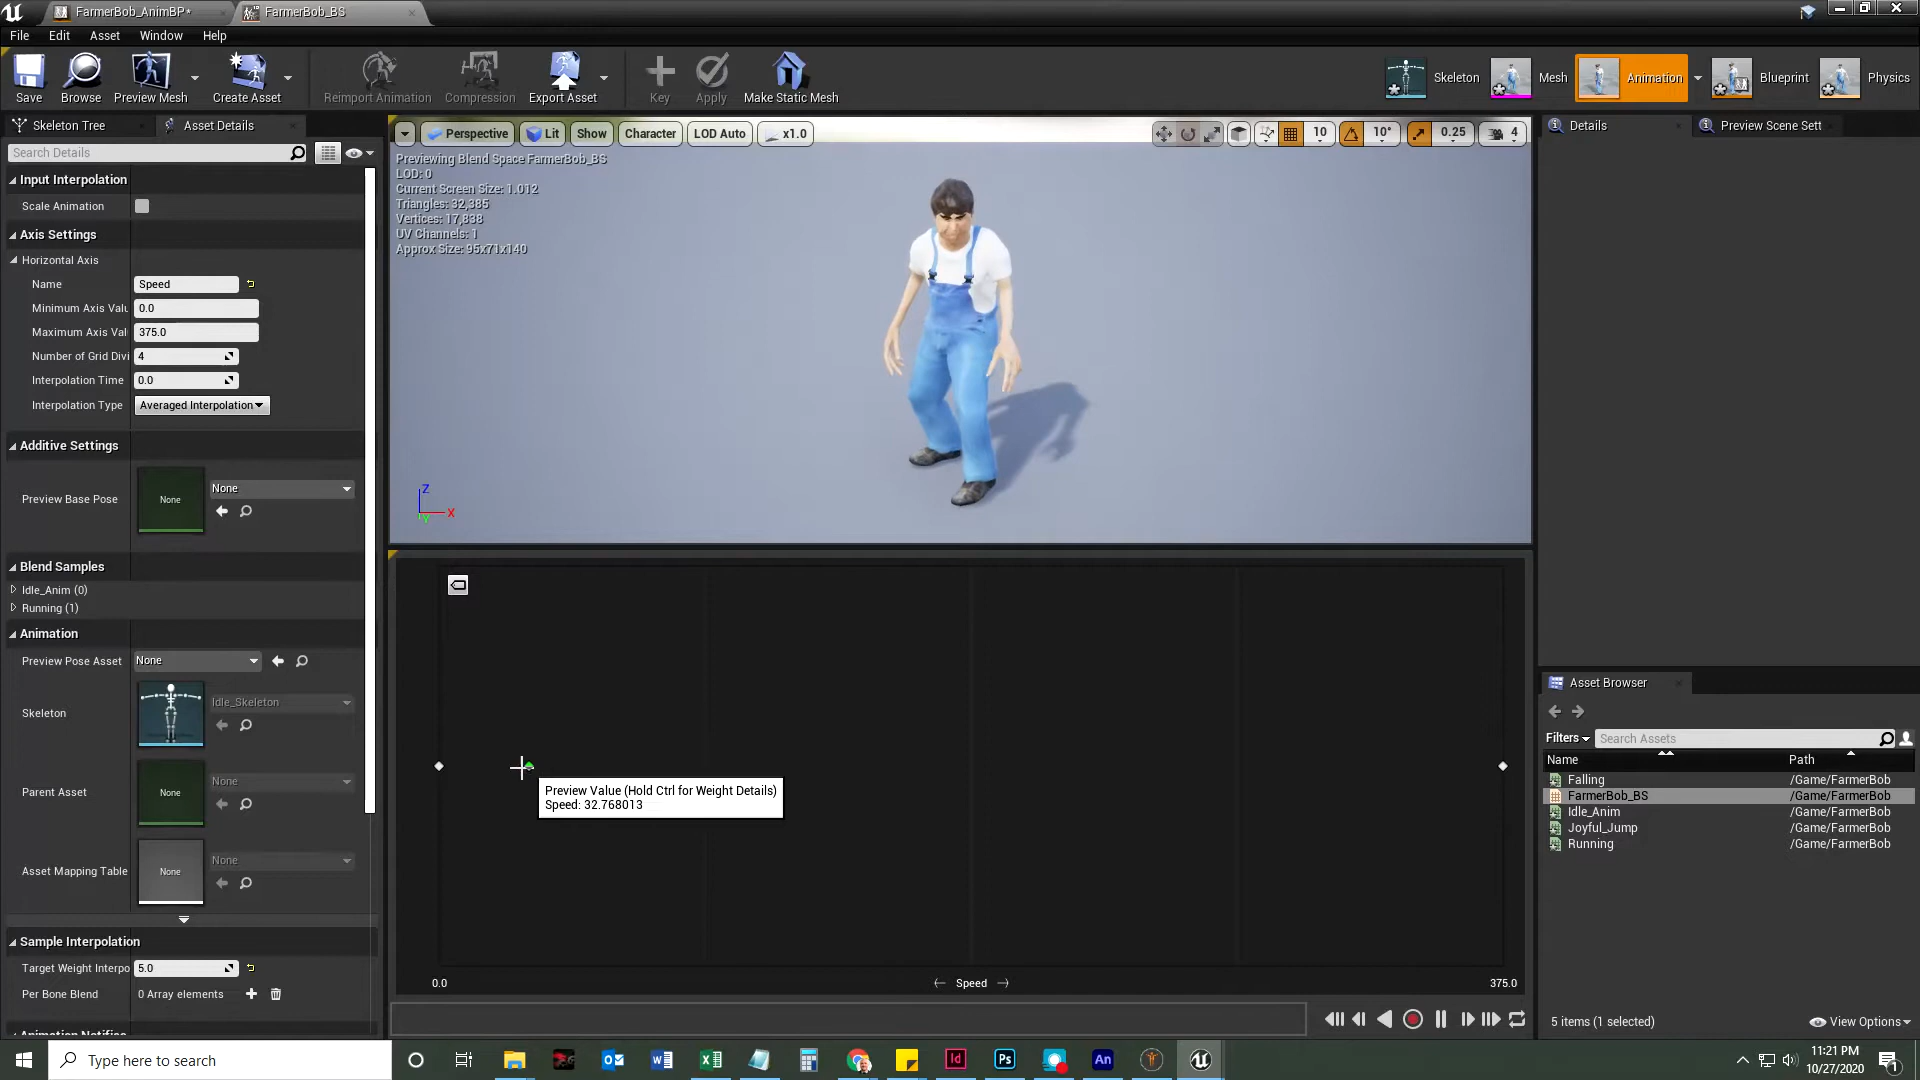 FarmerBob_AnimBP*
FarmerBob_BS
File Edit Asset Window Help
Save Browse Preview Mesh Create Asset Reimport Animation Compression Export Asset Key Apply Make Static Mesh Skeleton Mesh Animation Blueprint Physics
Skeleton Tree Asset Details
Search Details
Input Interpolation
Scale Animation
Axis Settings
Horizontal Axis
Name Speed
Minimum Axis Valu 0.0
Maximum Axis Val 375.0
Number of Grid Divi 4
Interpolation Time 0.0
Interpolation Type Averaged Interpolation
Additive Settings
Preview Base Pose None None
Blend Samples
Idle_Anim (0)
Running (1)
Animation
Preview Pose Asset None
Skeleton Idle_Skeleton
Parent Asset None None
Asset Mapping Table None None
Sample Interpolation
Target Weight Interpo 5.0
Per Bone Blend 0 Array elements
Perspective Lit Show Character LOD Auto x1.0 10 10° 0.25 4
Previewing Blend Space FarmerBob_BS
LOD: 0
Current Screen Size: 1.012
Triangles: 32,385
Vertices: 17,838
UV Channels: 1
Approx Size: 95x71x140
Z
X
Y
Preview Value (Hold Ctrl for Weight Details)
Speed: 32.768013
0.0 Speed 375.0
Details Preview Scene Sett
Asset Browser
Filters Search Assets
Name Path
Falling /Game/FarmerBob
FarmerBob_BS /Game/FarmerBob
Idle_Anim /Game/FarmerBob
Joyful_Jump /Game/FarmerBob
Running /Game/FarmerBob
5 items (1 selected) View Options
Type here to search
Id Ps An
11:21 PM
10/27/2020
1